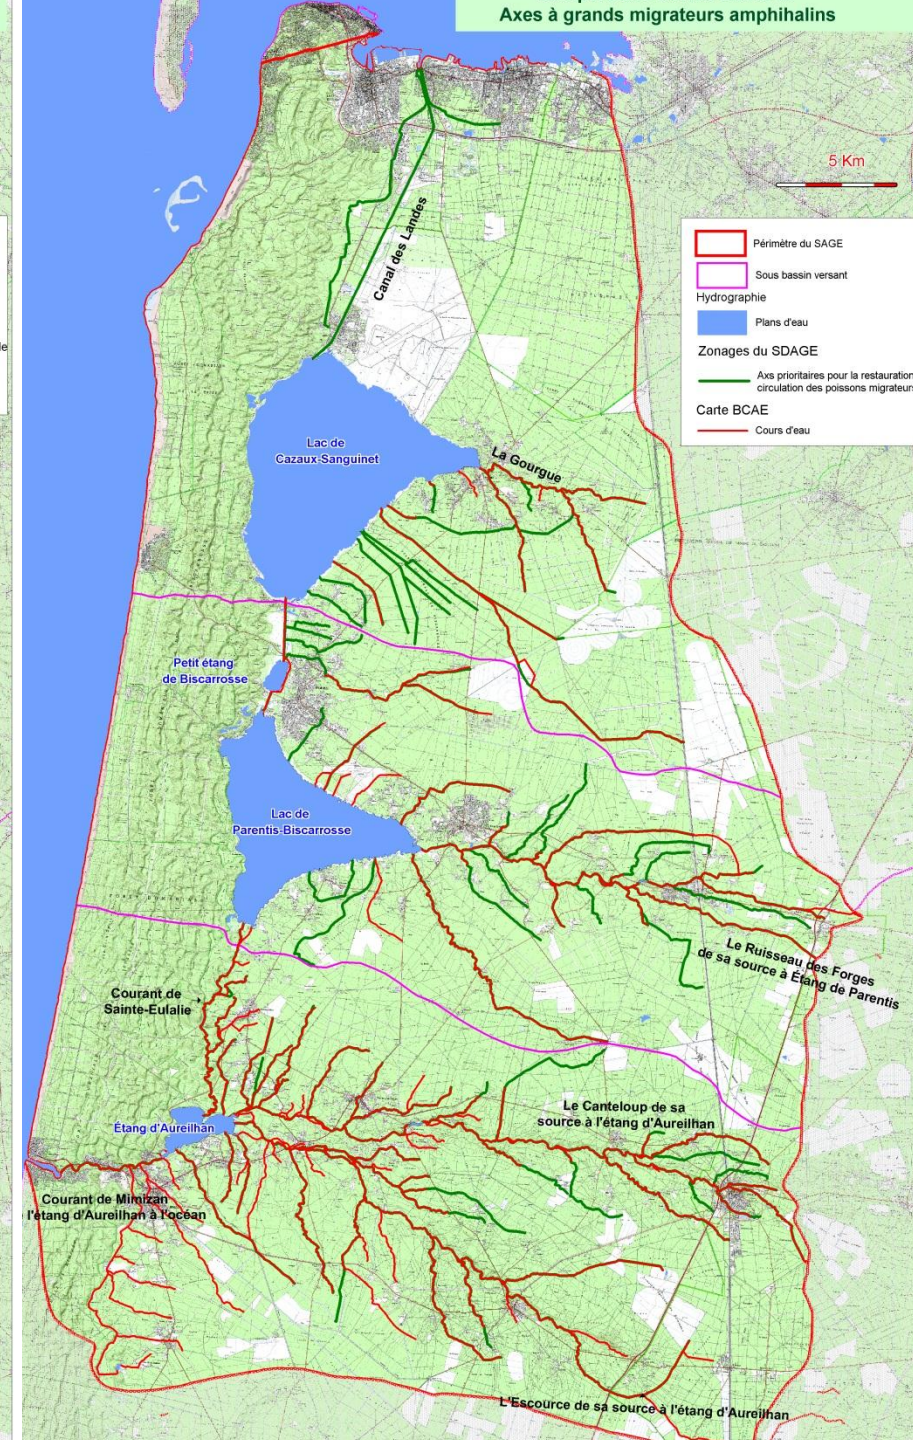 Axes à grands migrateurs amphihalins
5 Km
Périmètre du SAGE
Sous bassin versant
Hydrographie
Plans d'eau
Zonages du SDAGE
Axs prioritaires pour la restauration
circulation des poissons migrateurs
Carte BCAE
Cours d'eau
Canal des Landes
Lac de
Cazaux-Sanguinet
La Gourgue
Petit étang
de Biscarrosse
Lac de
Parentis-Biscarrosse
Le Ruisseau des Forges
de sa source à Étang de Parentis
Courant de
Sainte-Eulalie
Le Canteloup de sa
source à l'étang d'Aureilhan
Étang d'Aureilhan
Courant de Mimizan
l'étang d'Aureilhan à l'océan
L'Escource de sa source à l'étang d'Aureilhan